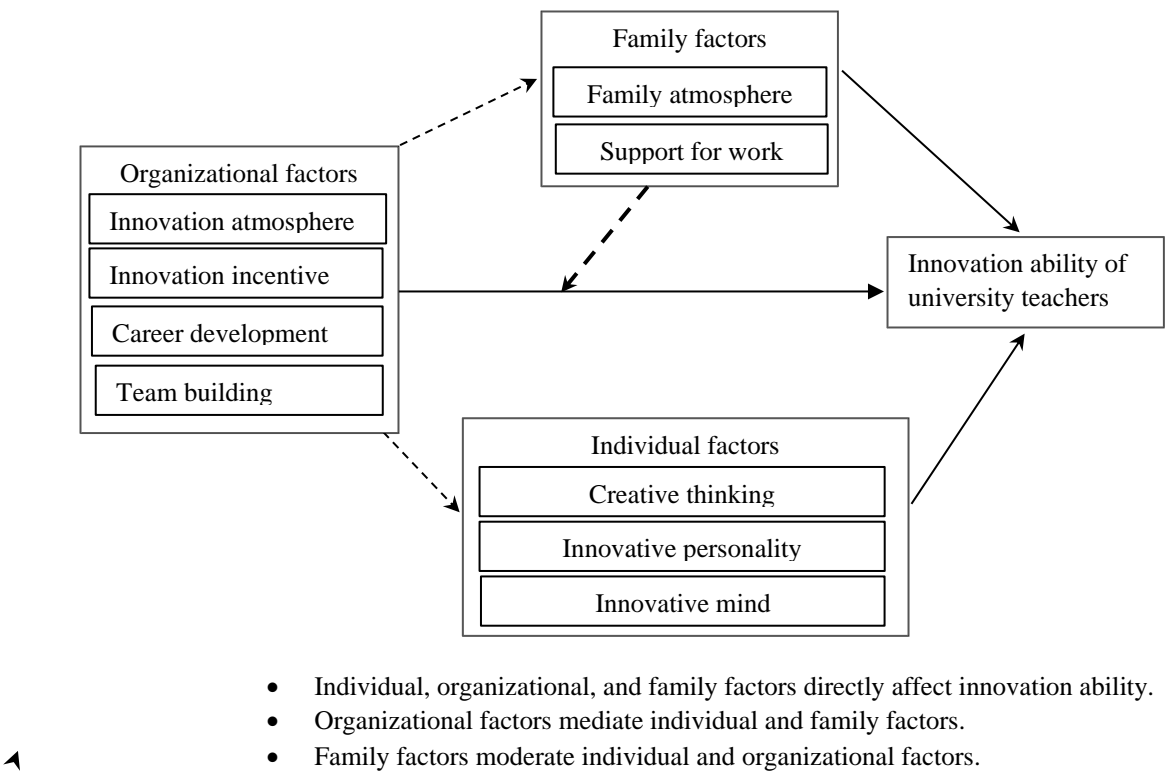 Family factors
Family atmosphere
Support for work
Organizational factors
Innovation atmosphere
Innovation incentive
Career development
Team building
Innovation ability of
university teachers
Individual factors
Creative thinking
Innovative personality
Innovative mind
• Individual, organizational, and family factors directly affect innovation ability.
• Organizational factors mediate individual and family factors.
• Family factors moderate individual and organizational factors.